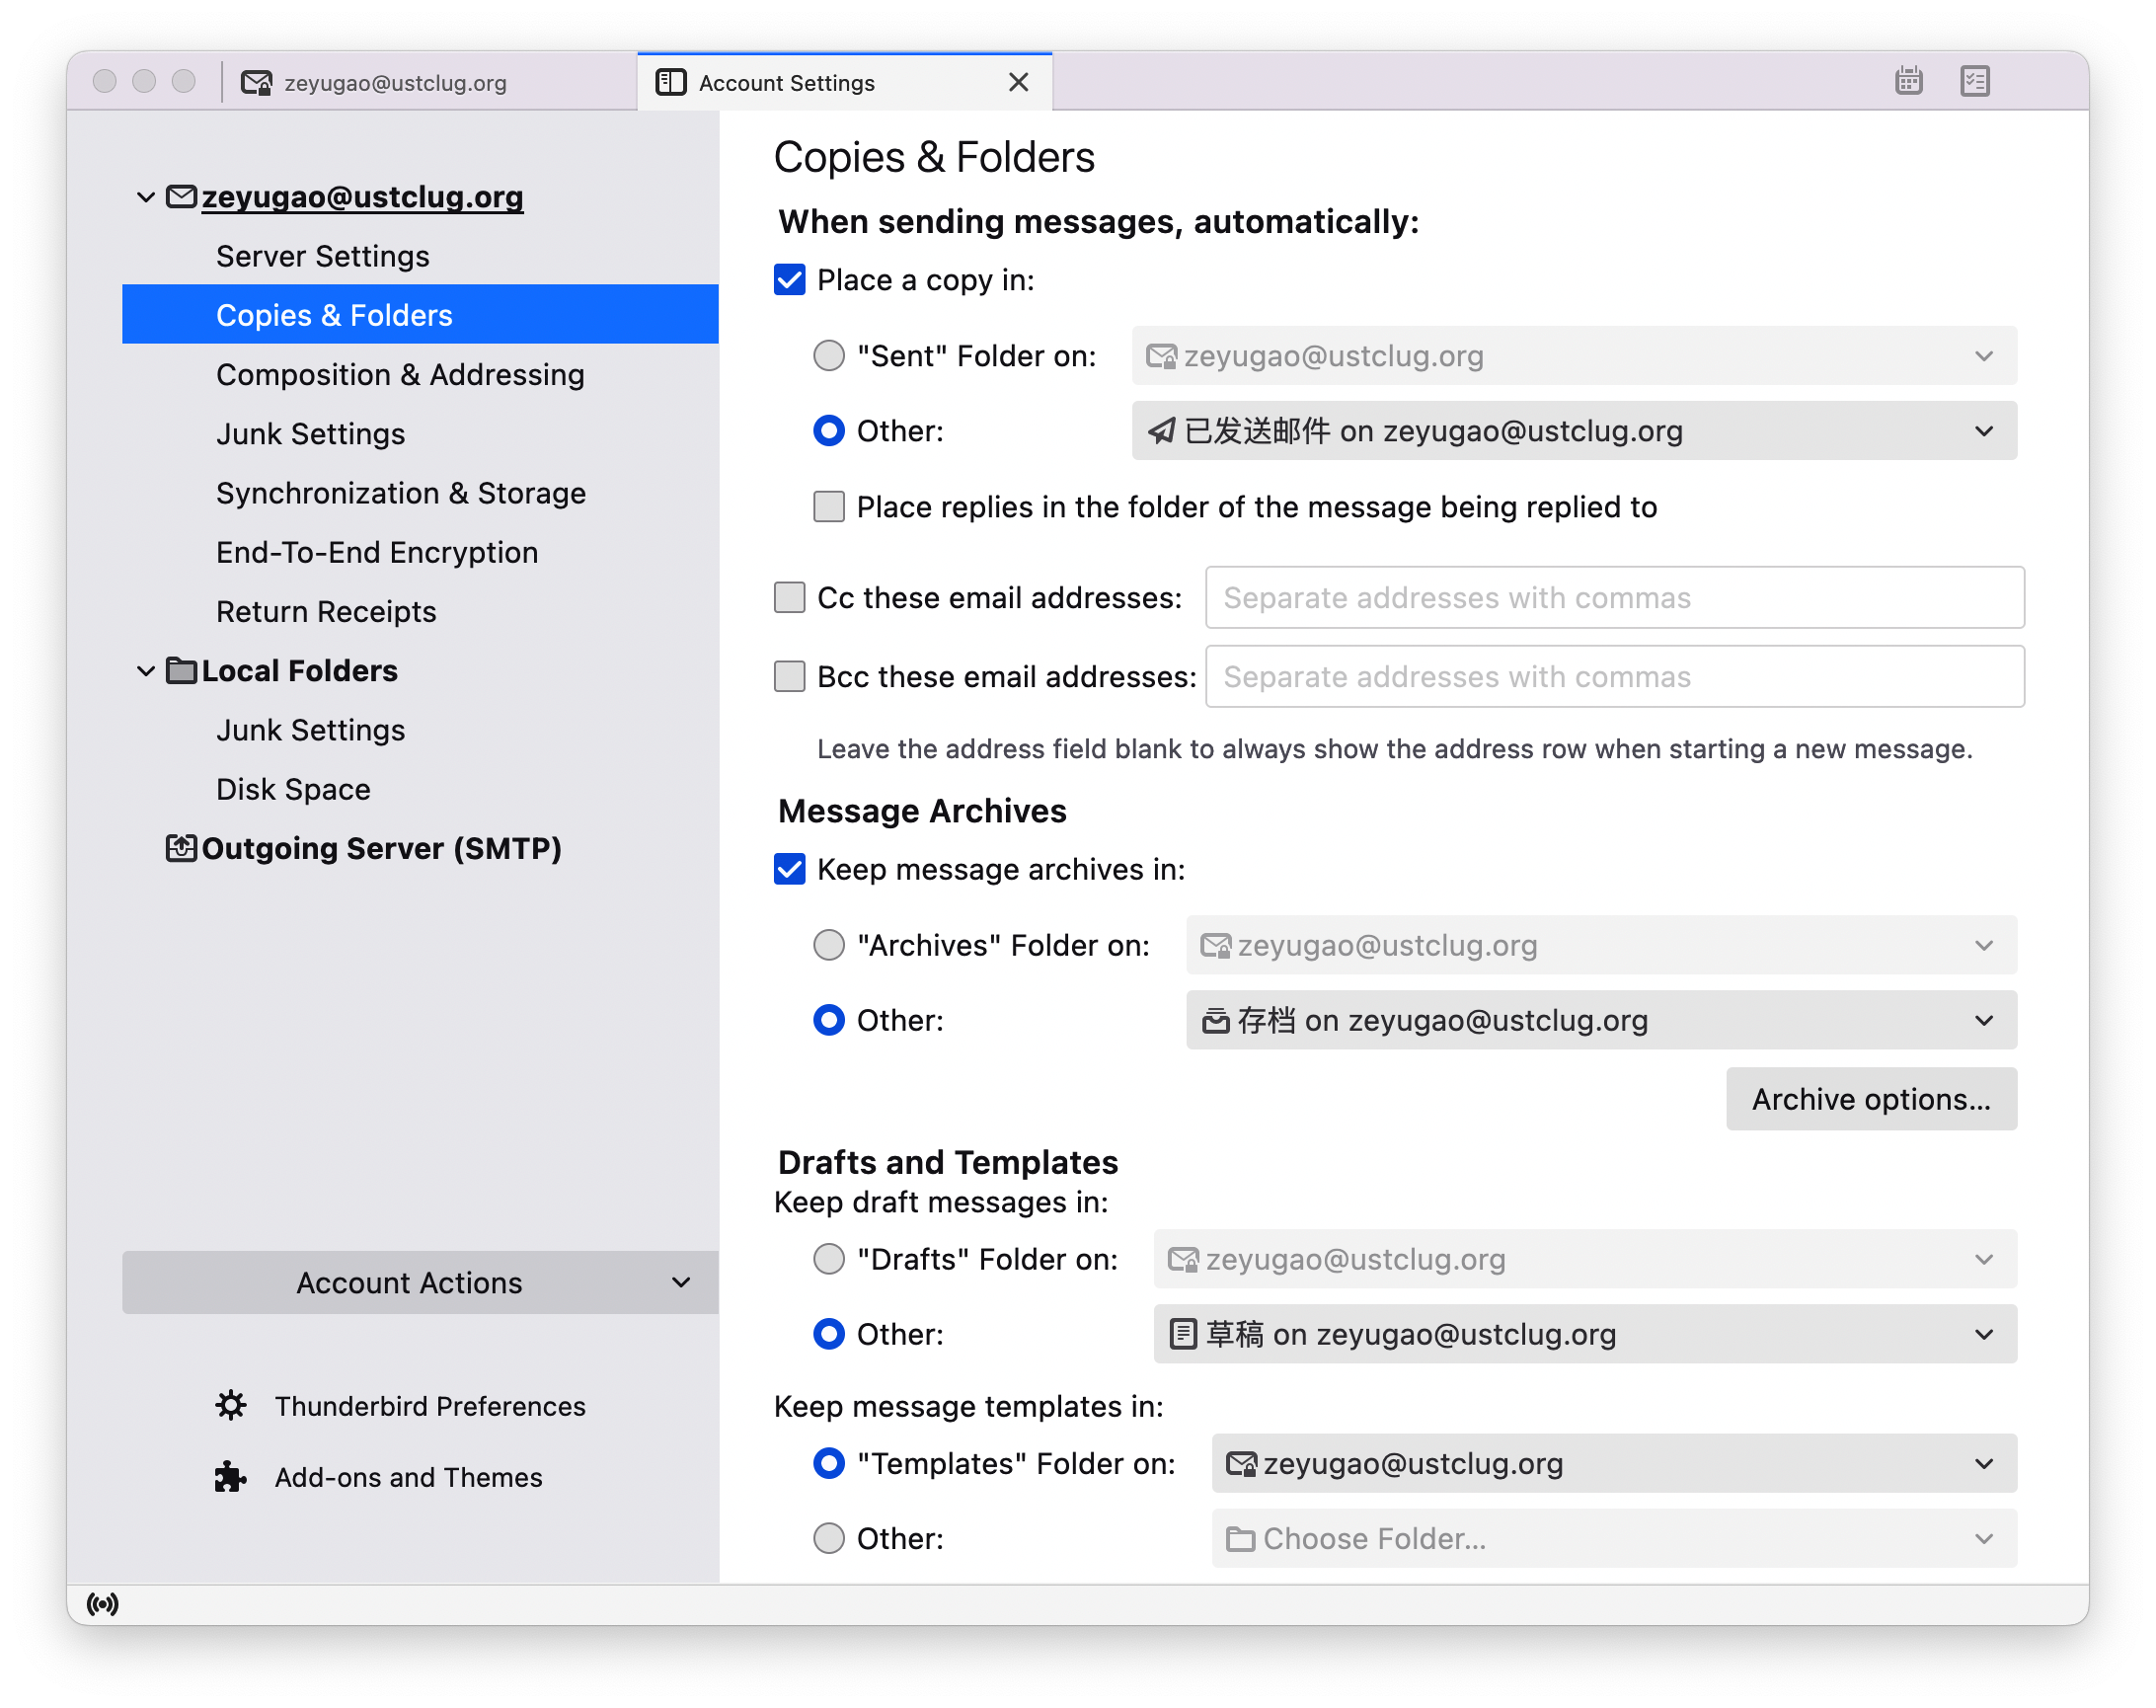 zeyugao@ustclug.org
Account Settings
zeyugao@ustclug.org
Server Settings
Copies & Folders
Composition & Addressing
Junk Settings
Synchronization & Storage
End-To-End Encryption
Return Receipts
Local Folders
Junk Settings
Disk Space
Outgoing Server (SMTP)
Account Actions
Thunderbird Preferences
Add-ons and Themes
Copies & Folders
When sending messages, automatically:
Place a copy in:
"Sent" Folder on: zeyugao@ustclug.org
Other: 已发送邮件 on zeyugao@ustclug.org
Place replies in the folder of the message being replied to
Cc these email addresses: Separate addresses with commas
Bcc these email addresses: Separate addresses with commas
Leave the address field blank to always show the address row when starting a new message.
Message Archives
Keep message archives in:
"Archives" Folder on: zeyugao@ustclug.org
Other: 存档 on zeyugao@ustclug.org
Archive options...
Drafts and Templates
Keep draft messages in:
"Drafts" Folder on: zeyugao@ustclug.org
Other: 草稿 on zeyugao@ustclug.org
Keep message templates in:
"Templates" Folder on: zeyugao@ustclug.org
Other: Choose Folder...